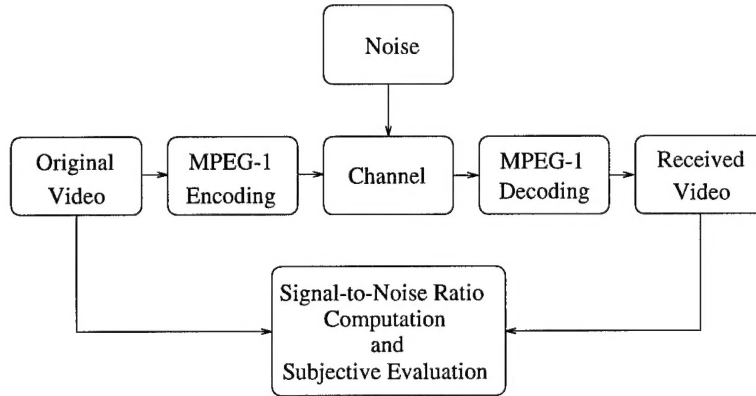 Noise
Original
Video
MPEG-1
Encoding
Channel
MPEG-1
Decoding
Received
Video
Signal-to-Noise Ratio
Computation
and
Subjective Evaluation